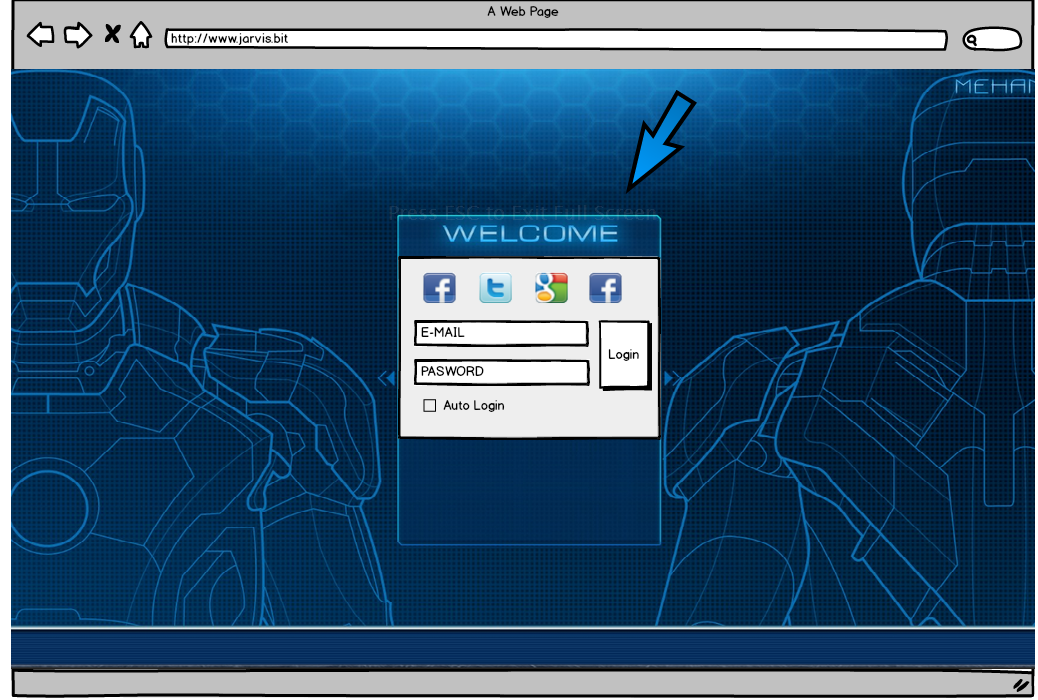 A Web Page
http://www.jarvis.bit
MEHAN
Press ESC to Exit Full Screen
WELCOME
E-MAIL
Login
PASWORD
Auto Login